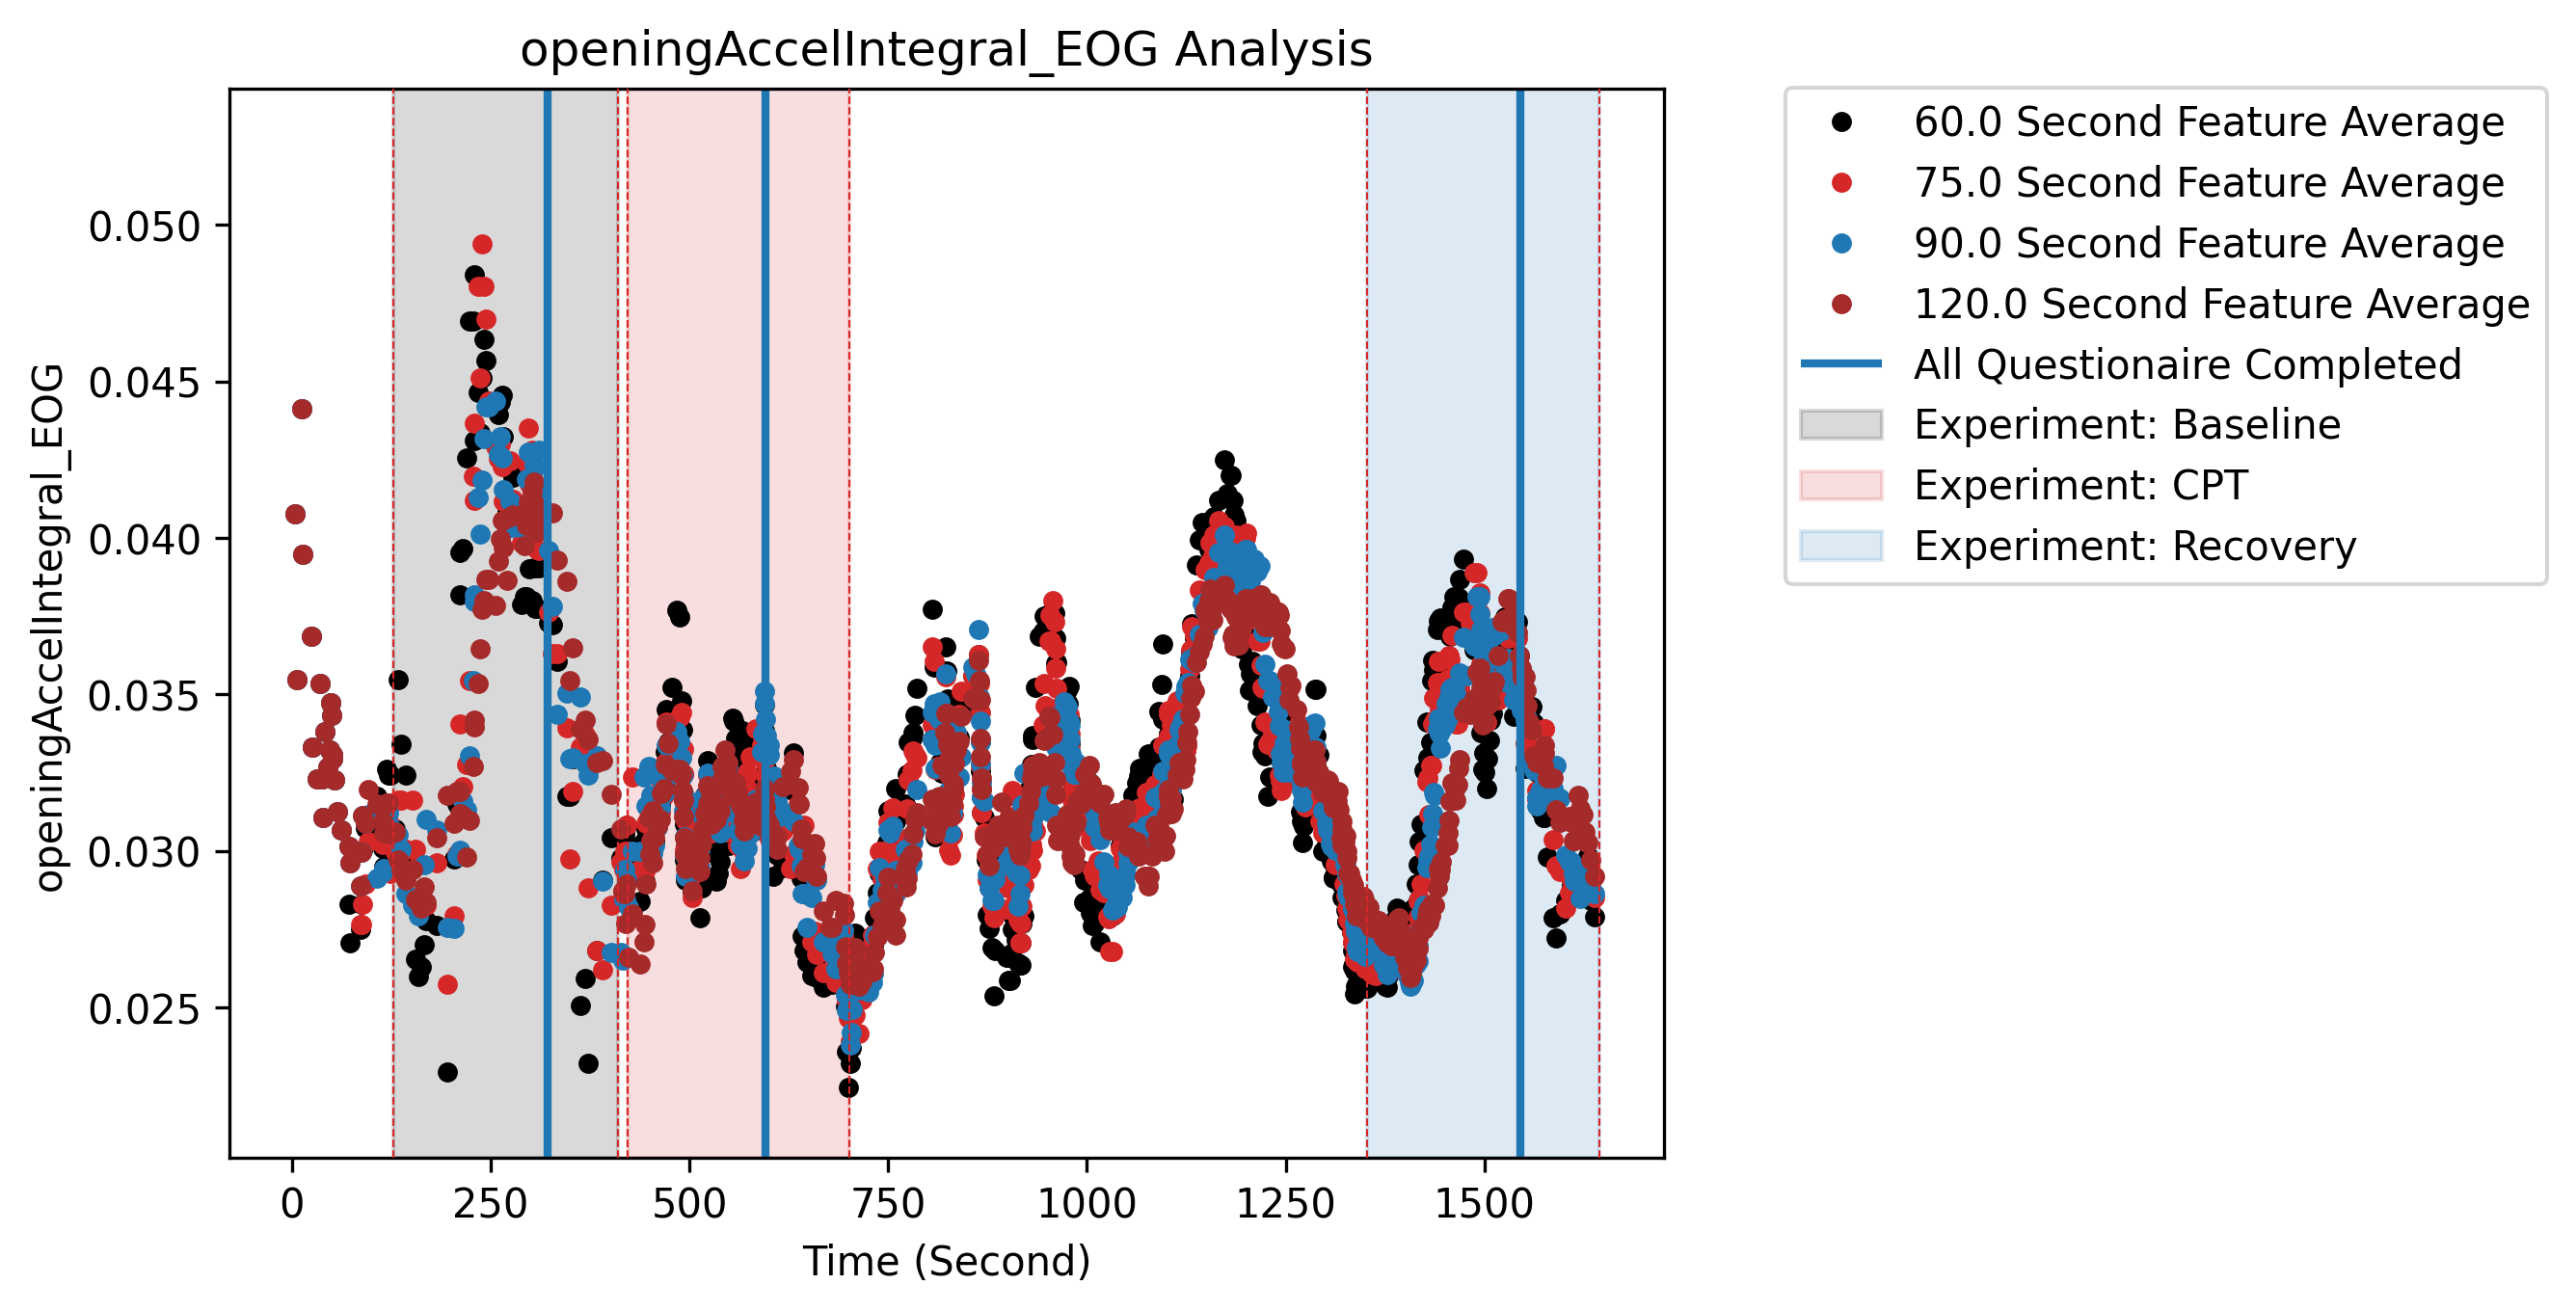 openingAccelIntegral_EOG Analysis
openingAccelIntegral_EOG
0.050
0.045
0.040
0.035
0.030
0.025
0 250 500 750 1000 1250 1500
Time (Second)
60.0 Second Feature Average
75.0 Second Feature Average
90.0 Second Feature Average
120.0 Second Feature Average
All Questionaire Completed
Experiment: Baseline
Experiment: CPT
Experiment: Recovery